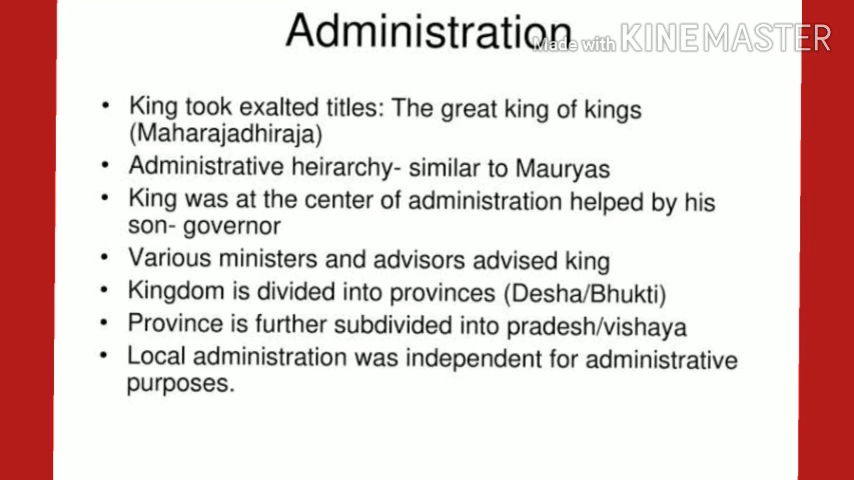 Administration
Made with KINEMASTER
• King took exalted titles: The great king of kings
(Maharajadhiraja)
• Administrative heirarchy- similar to Mauryas
• King was at the center of administration helped by his
son- governor
• Various ministers and advisors advised king
• Kingdom is divided into provinces (Desha/Bhukti)
• Province is further subdivided into pradesh/vishaya
• Local administration was independent for administrative
purposes.